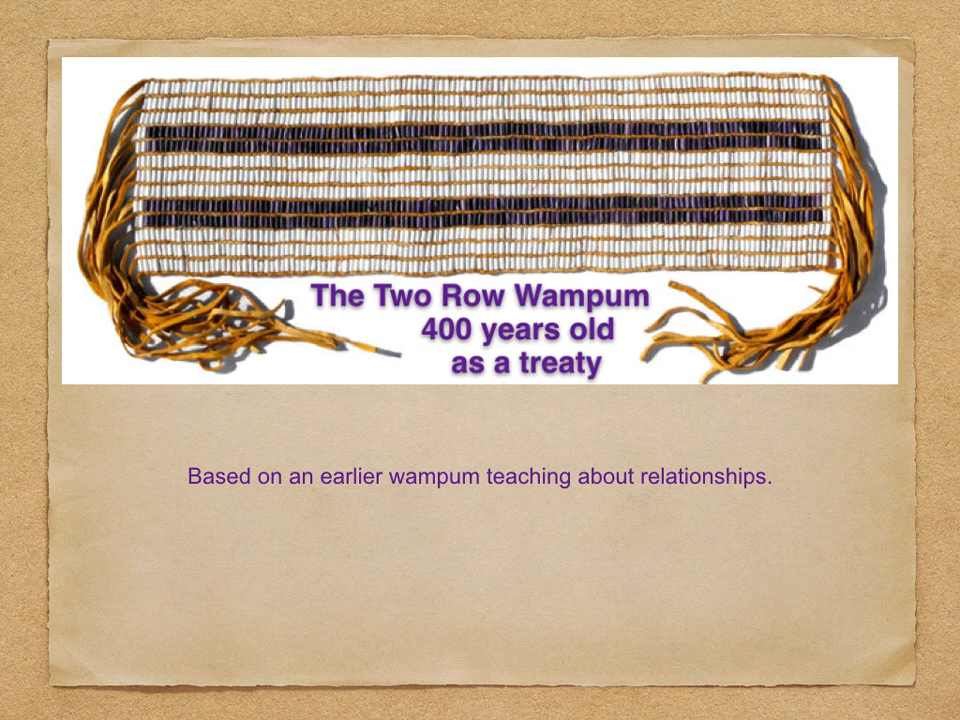 The Two Row Wampum
400 years old
as a treaty
Based on an earlier wampum teaching about relationships.